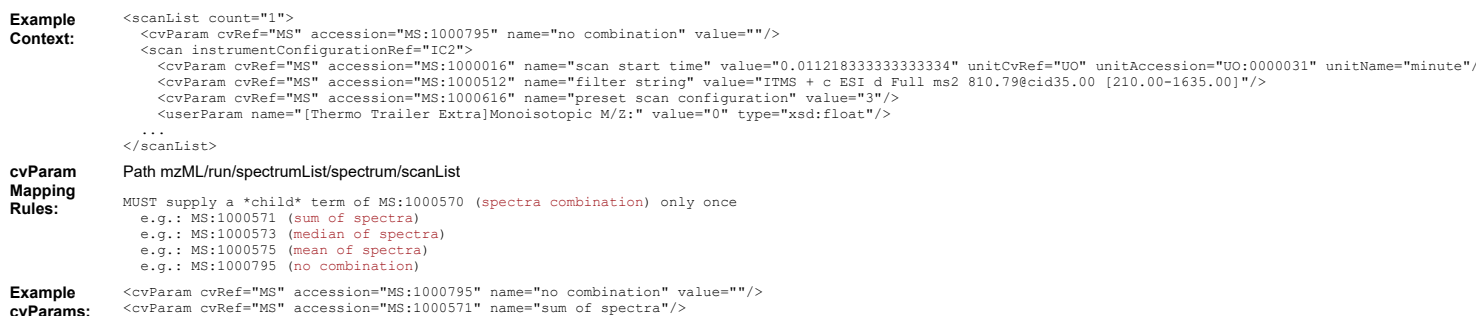 Example Context:
<scanList count="1">
  <cvParam cvRef="MS" accession="MS:1000795" name="no combination" value=""/>
  <scan instrumentConfigurationRef="IC2">
    <cvParam cvRef="MS" accession="MS:1000016" name="scan start time" value="0.011218333333333334" unitCvRef="UO" unitAccession="UO:0000031" unitName="minute"/
    <cvParam cvRef="MS" accession="MS:1000512" name="filter string" value="ITMS + c ESI d Full ms2 810.79@cid35.00 [210.00-1635.00]"/>
    <cvParam cvRef="MS" accession="MS:1000616" name="preset scan configuration" value="3"/>
    <userParam name="[Thermo Trailer Extra]Monoisotopic M/Z:" value="0" type="xsd:float"/>
  ...
</scanList>
cvParam Mapping Rules:
Path mzML/run/spectrumList/spectrum/scanList
MUST supply a *child* term of MS:1000570 (spectra combination) only once
  e.g.: MS:1000571 (sum of spectra)
  e.g.: MS:1000573 (median of spectra)
  e.g.: MS:1000575 (mean of spectra)
  e.g.: MS:1000795 (no combination)
Example cvParams:
<cvParam cvRef="MS" accession="MS:1000795" name="no combination" value=""/>
<cvParam cvRef="MS" accession="MS:1000571" name="sum of spectra"/>